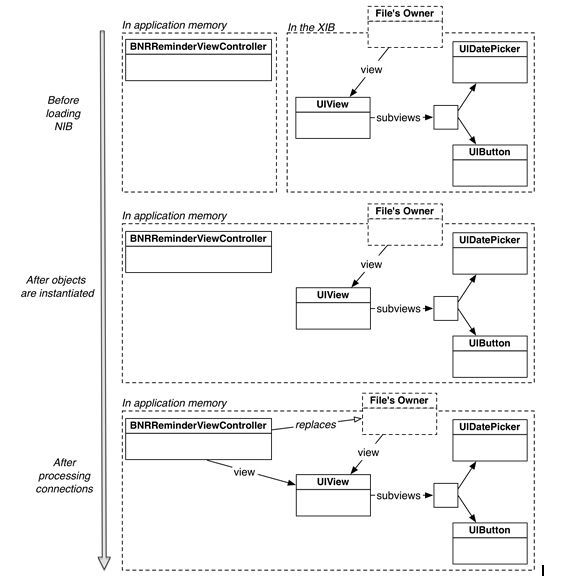 In application memory
In the XIB
File's Owner
BNRReminderViewController
UIDatePicker
view
UIView
subviews
UIButton
Before
loading
NIB
In application memory
File's Owner
BNRReminderViewController
UIDatePicker
view
UIView
subviews
UIButton
After objects
are instantiated
In application memory
File's Owner
BNRReminderViewController
replaces
UIDatePicker
view
view
UIView
subviews
UIButton
After
processing
connections